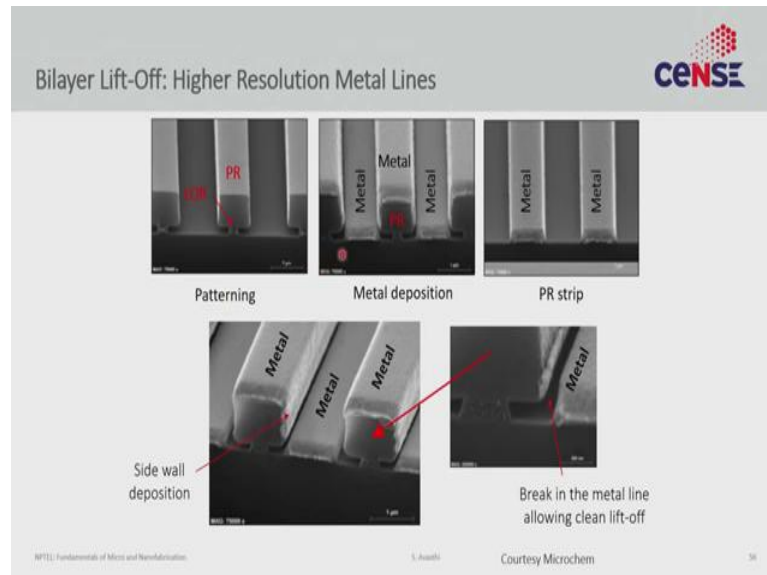 Bilayer Lift-Off: Higher Resolution Metal Lines
CENSE
LOR
PR
Metal
Metal
Metal
PR
Metal
Metal
Patterning
Metal deposition
PR strip
Metal
Metal
Metal
Metal
Side wall
deposition
1 µm
Break in the metal line
allowing clean lift-off
NPTEL: Fundamentals of Micro and Nanofabrication
S. Avasthi
Courtesy Microchem